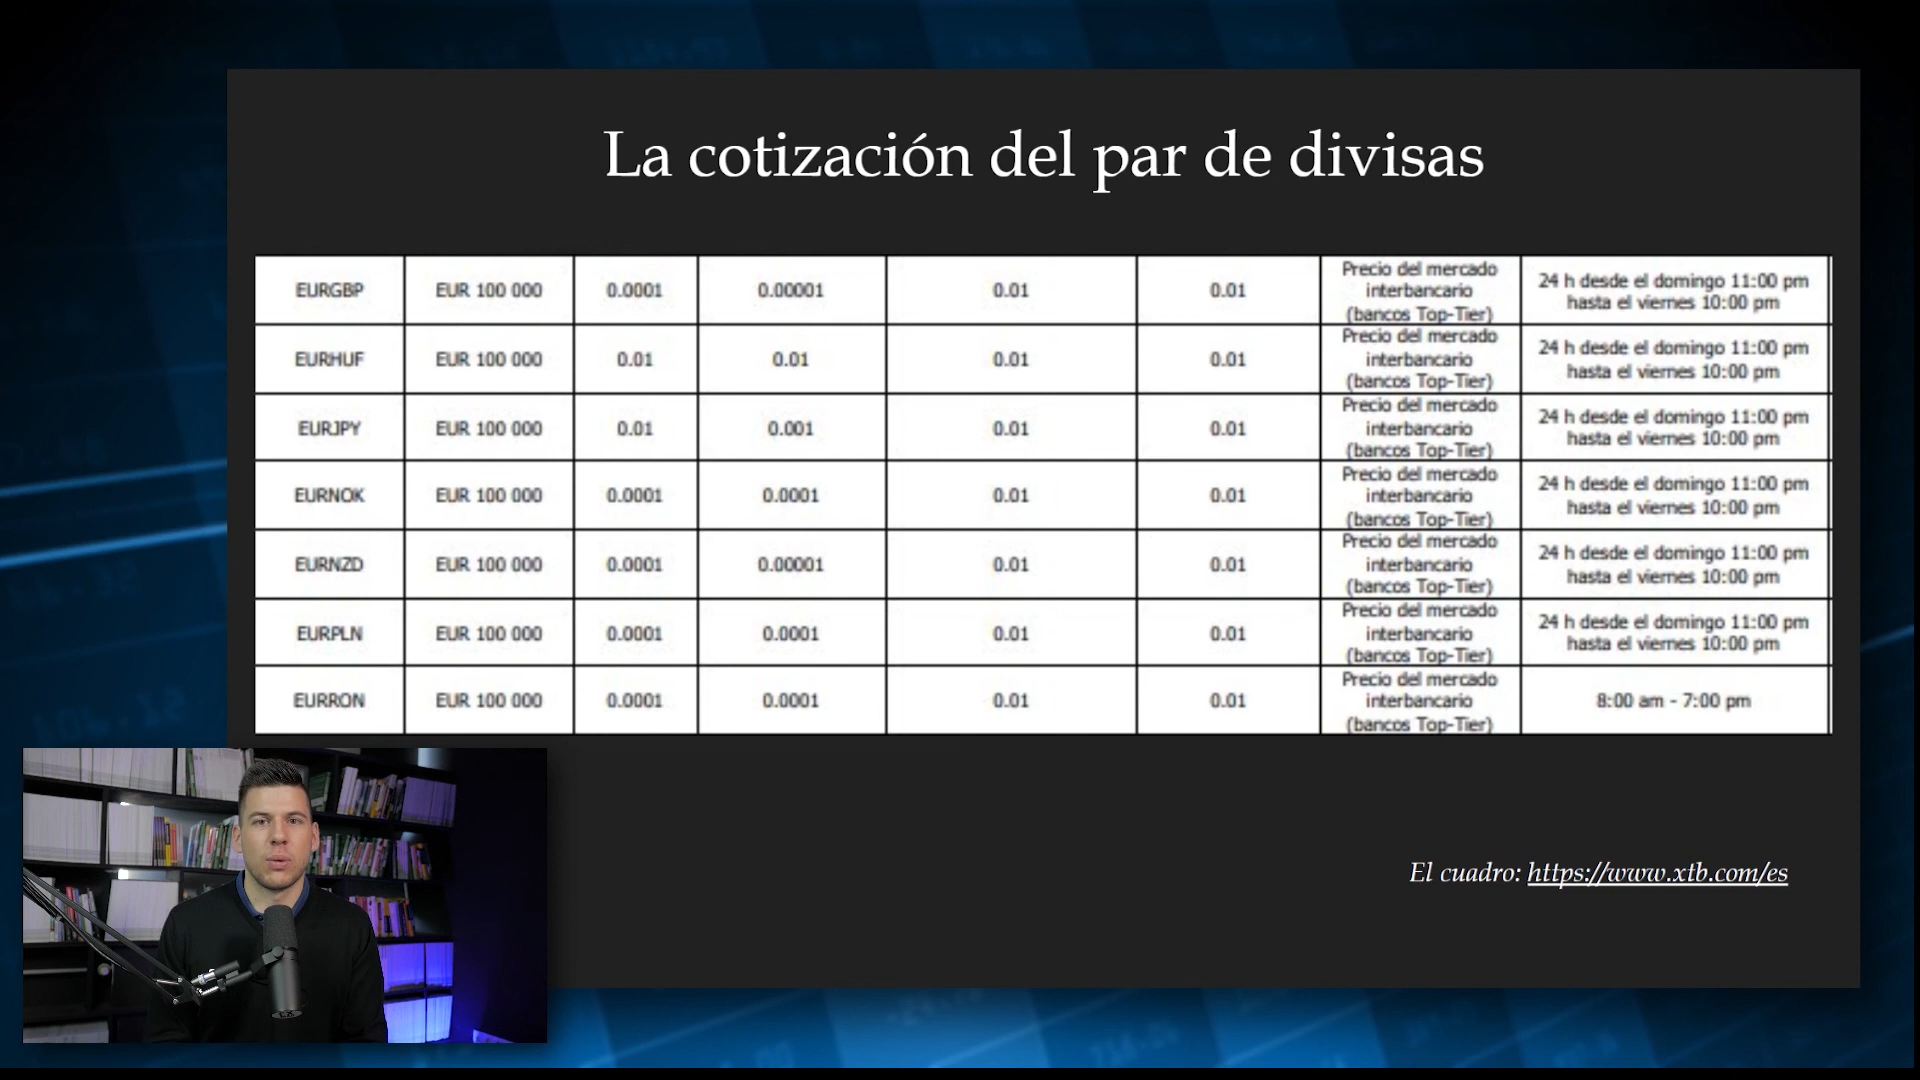 La cotización del par de divisas
EURGBP EUR 100 000 0.0001 0.00001 0.01 0.01 Precio del mercado interbancario (bancos Top-Tier) 24 h desde el domingo 11:00 pm hasta el viernes 10:00 pm
EURHUF EUR 100 000 0.01 0.01 0.01 0.01 Precio del mercado interbancario (bancos Top-Tier) 24 h desde el domingo 11:00 pm hasta el viernes 10:00 pm
EURJPY EUR 100 000 0.01 0.001 0.01 0.01 Precio del mercado interbancario (bancos Top-Tier) 24 h desde el domingo 11:00 pm hasta el viernes 10:00 pm
EURNOK EUR 100 000 0.0001 0.0001 0.01 0.01 Precio del mercado interbancario (bancos Top-Tier) 24 h desde el domingo 11:00 pm hasta el viernes 10:00 pm
EURNZD EUR 100 000 0.0001 0.00001 0.01 0.01 Precio del mercado interbancario (bancos Top-Tier) 24 h desde el domingo 11:00 pm hasta el viernes 10:00 pm
EURPLN EUR 100 000 0.0001 0.0001 0.01 0.01 Precio del mercado interbancario (bancos Top-Tier) 24 h desde el domingo 11:00 pm hasta el viernes 10:00 pm
EURRON EUR 100 000 0.0001 0.0001 0.01 0.01 Precio del mercado interbancario (bancos Top-Tier) 8:00 am - 7:00 pm
El cuadro: https://www.xtb.com/es